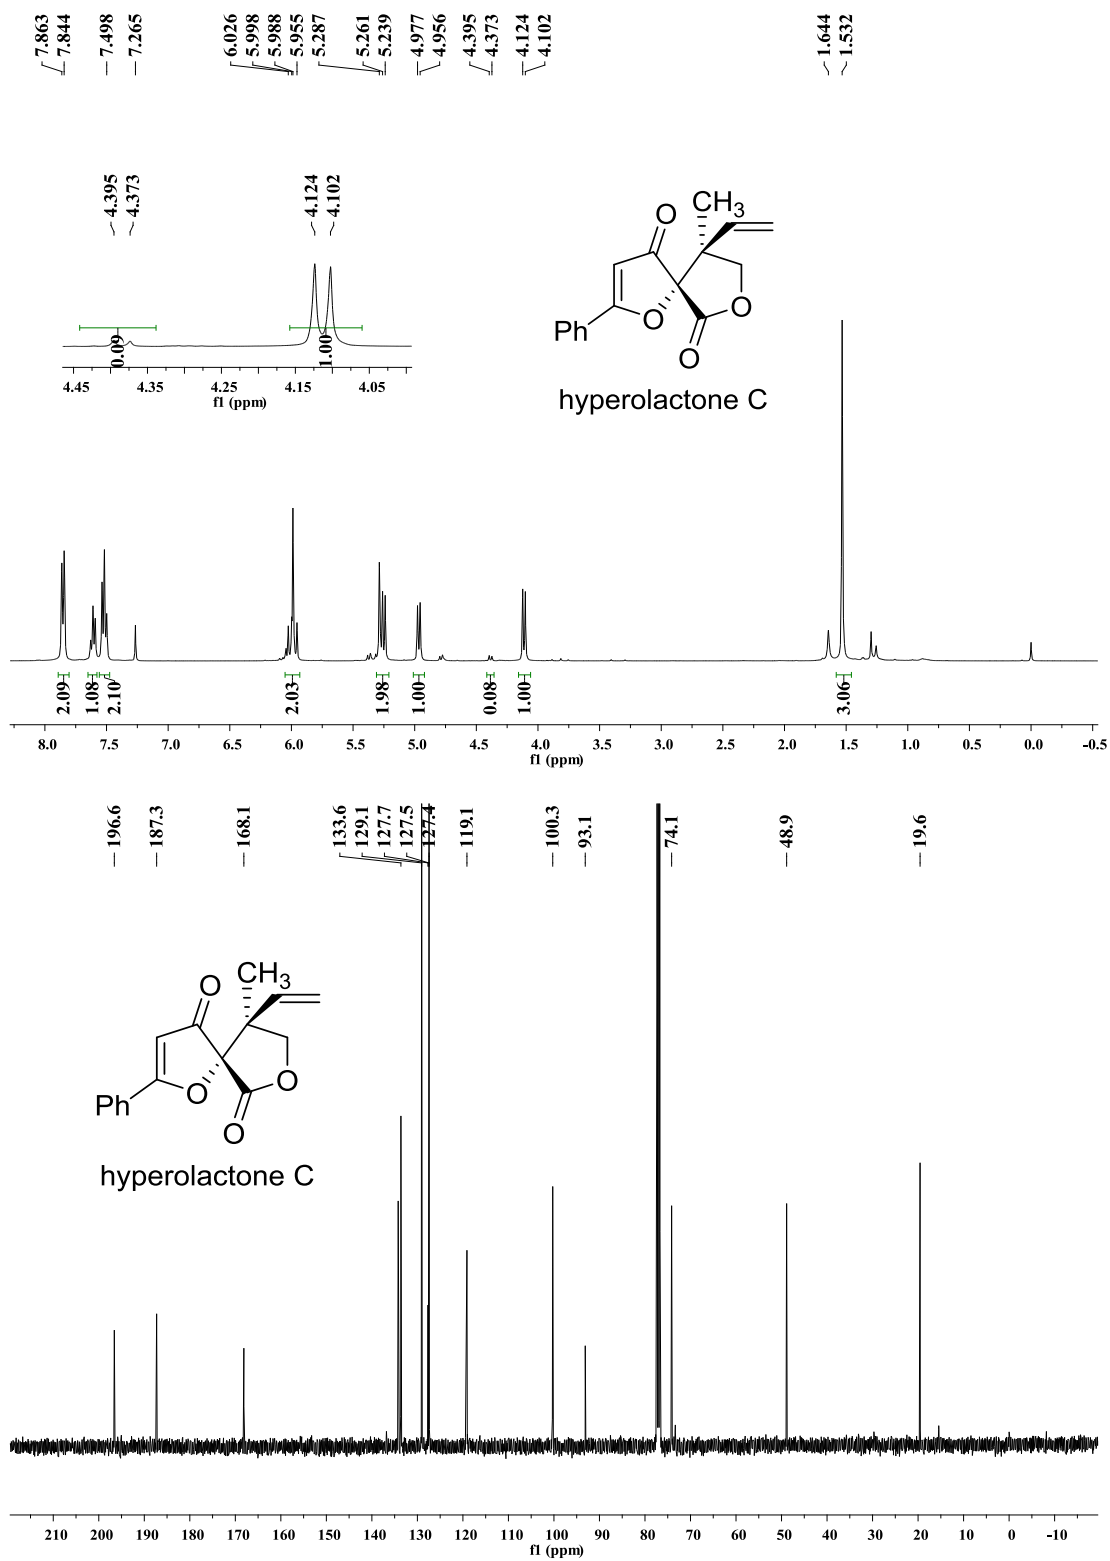 7.863
7.844
7.498
7.265
6.026
5.998
5.988
5.955
5.287
5.261
5.239
4.977
4.956
4.395
4.373
4.124
4.102
1.644
1.532
4.395
4.373
4.124
4.102
0.09
1.00
4.45 4.35 4.25 4.15 4.05
f1 (ppm)
O
CH3
O
O
O
Ph
hyperolactone C
2.09
1.08
2.10
2.03
1.98
1.00
0.08
1.00
3.06
8.0 7.5 7.0 6.5 6.0 5.5 5.0 4.5 4.0 3.5 3.0 2.5 2.0 1.5 1.0 0.5 0.0 -0.5
f1 (ppm)
196.6
187.3
168.1
133.6
129.1
127.7
127.5
127.4
119.1
100.3
93.1
74.1
48.9
19.6
O
CH3
O
O
O
Ph
hyperolactone C
210 200 190 180 170 160 150 140 130 120 110 100 90 80 70 60 50 40 30 20 10 0 -10
f1 (ppm)